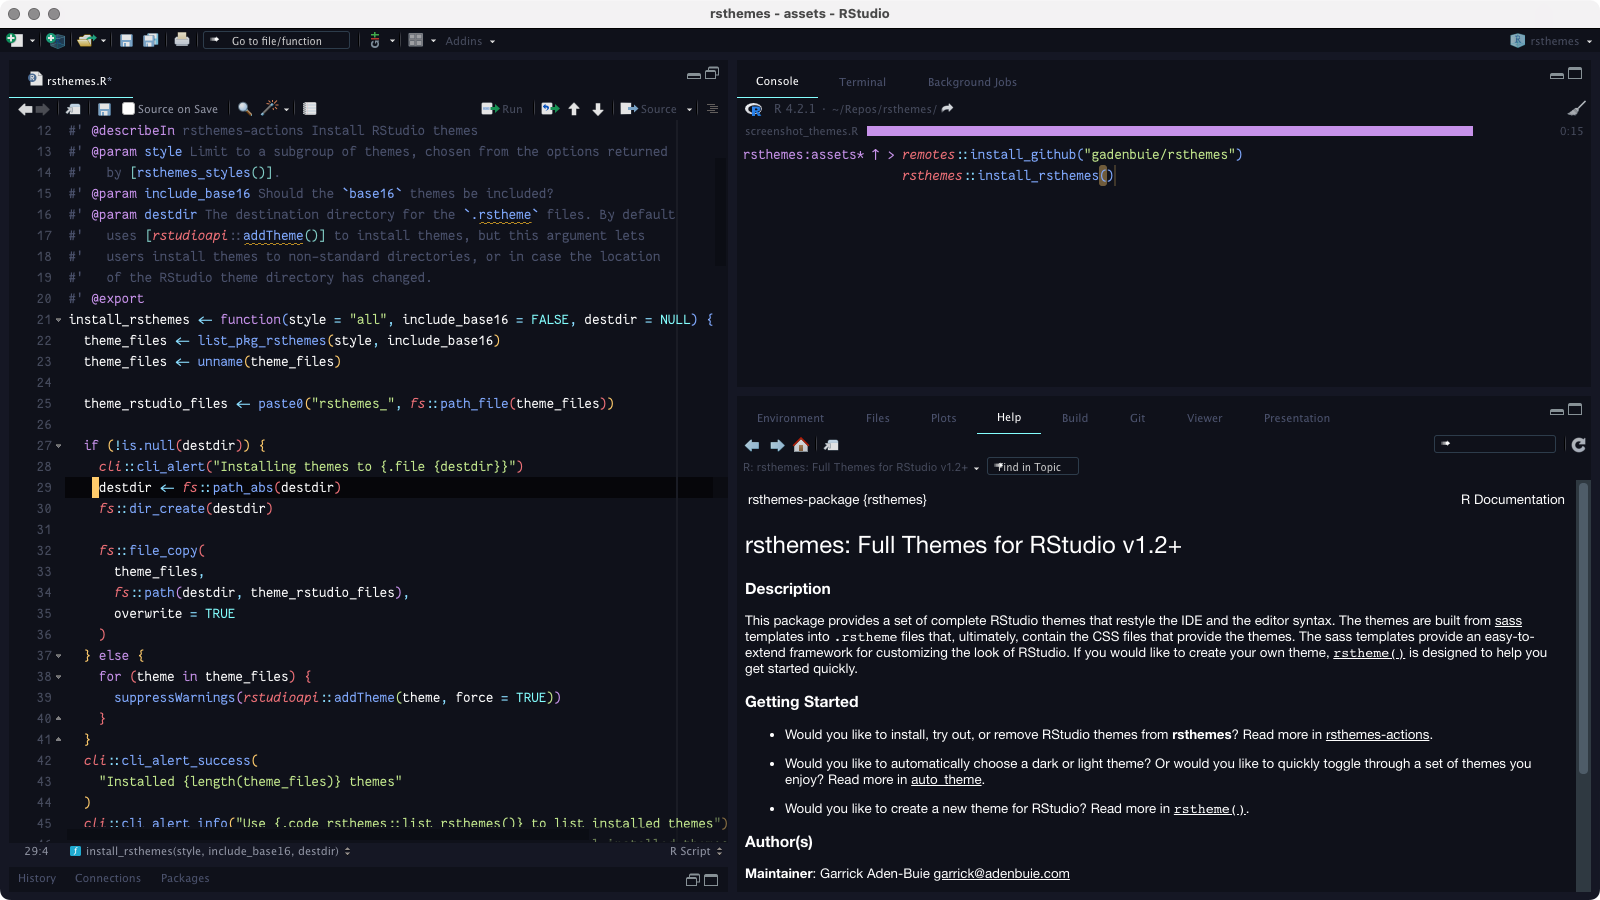 rsthemes - assets - RStudio
Go to file/function
Addins
rsthemes
rsthemes.R*
Source on Save
Run
Source
12 #' @describeIn rsthemes-actions Install RStudio themes
13 #' @param style Limit to a subgroup of themes, chosen from the options returned
14 #'   by [rsthemes_styles()].
15 #' @param include_base16 Should the `base16` themes be included?
16 #' @param destdir The destination directory for the `.rstheme` files. By default
17 #'   uses [rstudioapi::addTheme()] to install themes, but this argument lets
18 #'   users install themes to non-standard directories, or in case the location
19 #'   of the RStudio theme directory has changed.
20 #' @export
21 install_rsthemes <- function(style = "all", include_base16 = FALSE, destdir = NULL) {
22   theme_files <- list_pkg_rsthemes(style, include_base16)
23   theme_files <- unname(theme_files)
24
25   theme_rstudio_files <- paste0("rsthemes_", fs::path_file(theme_files))
26
27   if (!is.null(destdir)) {
28     cli::cli_alert("Installing themes to {.file {destdir}}")
29     destdir <- fs::path_abs(destdir)
30     fs::dir_create(destdir)
31
32     fs::file_copy(
33       theme_files,
34       fs::path(destdir, theme_rstudio_files),
35       overwrite = TRUE
36     )
37   } else {
38     for (theme in theme_files) {
39       suppressWarnings(rstudioapi::addTheme(theme, force = TRUE))
40     }
41   }
42   cli::cli_alert_success(
43     "Installed {length(theme_files)} themes"
44   )
45   cli::cli_alert_info("Use {.code rsthemes::list_rsthemes()} to list installed themes")
29:4 install_rsthemes(style, include_base16, destdir) R Script
History Connections Packages
Console Terminal Background Jobs
R 4.2.1 · ~/Repos/rsthemes/
screenshot_themes.R 0:15
rsthemes:assets* ↑ > remotes::install_github("gadenbuie/rsthemes")
rsthemes::install_rsthemes()
Environment Files Plots Help Build Git Viewer Presentation
R: rsthemes: Full Themes for RStudio v1.2+ Find in Topic
rsthemes-package {rsthemes} R Documentation
rsthemes: Full Themes for RStudio v1.2+
Description
This package provides a set of complete RStudio themes that restyle the IDE and the editor syntax. The themes are built from sass
templates into .rstheme files that, ultimately, contain the CSS files that provide the themes. The sass templates provide an easy-to-
extend framework for customizing the look of RStudio. If you would like to create your own theme, rstheme() is designed to help you
get started quickly.
Getting Started
• Would you like to install, try out, or remove RStudio themes from rsthemes? Read more in rsthemes-actions.
• Would you like to automatically choose a dark or light theme? Or would you like to quickly toggle through a set of themes you
enjoy? Read more in auto_theme.
• Would you like to create a new theme for RStudio? Read more in rstheme().
Author(s)
Maintainer: Garrick Aden-Buie garrick@adenbuie.com